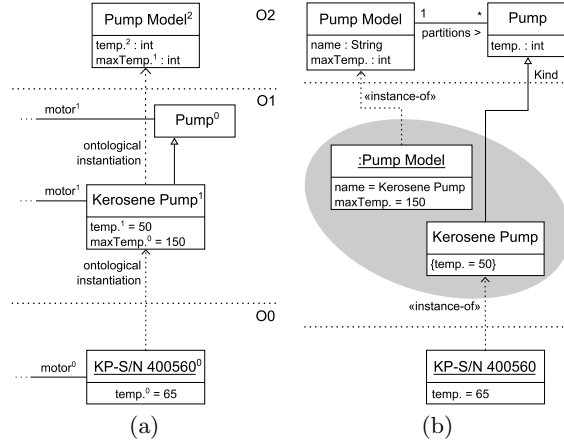 Pump Model²
temp.² : int
maxTemp.¹ : int
O2
motor¹
O1
Pump⁰
ontological
instantiation
motor¹
Kerosene Pump¹
temp.¹ = 50
maxTemp.⁰ = 150
ontological
instantiation
O0
motor⁰
KP-S/N 400560⁰
temp.⁰ = 65
(a)
Pump Model
name : String
maxTemp. : int
1
*
partitions >
Pump
temp. : int
Kind
«instance-of»
:Pump Model
name = Kerosene Pump
maxTemp. = 150
Kerosene Pump
{temp. = 50}
«instance-of»
KP-S/N 400560
temp. = 65
(b)